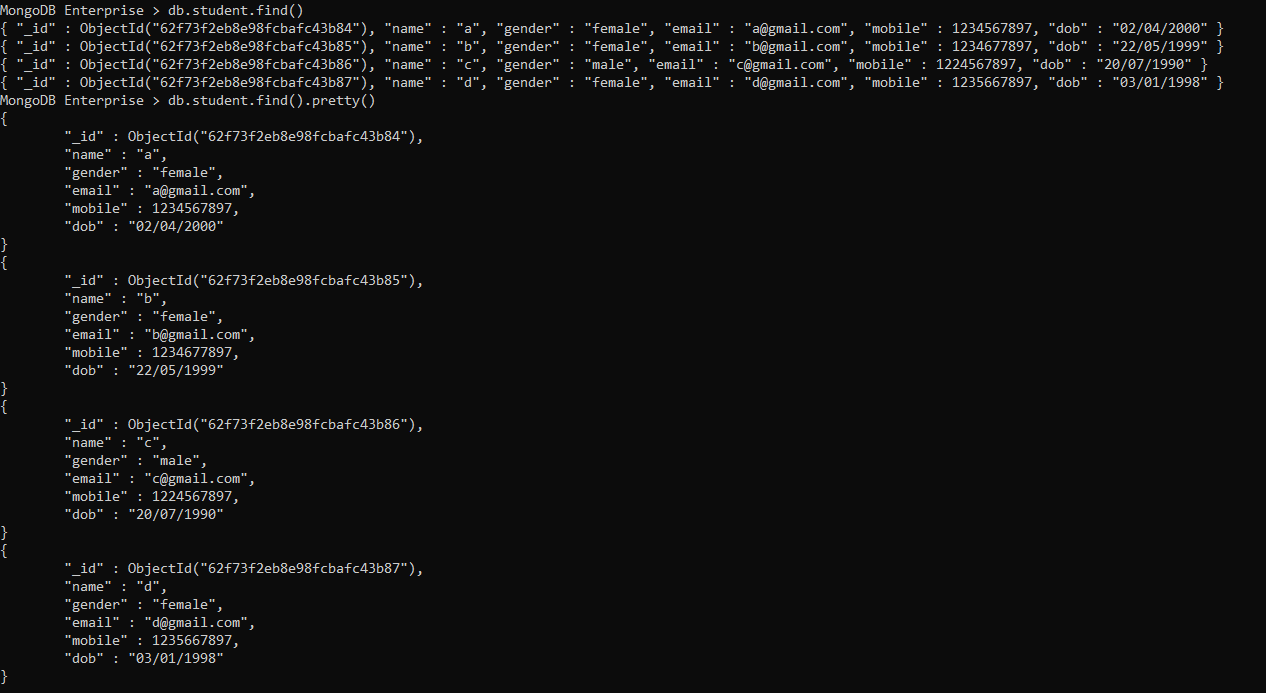 MongoDB Enterprise > db.student.find()
{ "_id" : ObjectId("62f73f2eb8e98fcbafc43b84"), "name" : "a", "gender" : "female", "email" : "a@gmail.com", "mobile" : 1234567897, "dob" : "02/04/2000" }
{ "_id" : ObjectId("62f73f2eb8e98fcbafc43b85"), "name" : "b", "gender" : "female", "email" : "b@gmail.com", "mobile" : 1234677897, "dob" : "22/05/1999" }
{ "_id" : ObjectId("62f73f2eb8e98fcbafc43b86"), "name" : "c", "gender" : "male", "email" : "c@gmail.com", "mobile" : 1224567897, "dob" : "20/07/1990" }
{ "_id" : ObjectId("62f73f2eb8e98fcbafc43b87"), "name" : "d", "gender" : "female", "email" : "d@gmail.com", "mobile" : 1235667897, "dob" : "03/01/1998" }
MongoDB Enterprise > db.student.find().pretty()
{
        "_id" : ObjectId("62f73f2eb8e98fcbafc43b84"),
        "name" : "a",
        "gender" : "female",
        "email" : "a@gmail.com",
        "mobile" : 1234567897,
        "dob" : "02/04/2000"
}
{
        "_id" : ObjectId("62f73f2eb8e98fcbafc43b85"),
        "name" : "b",
        "gender" : "female",
        "email" : "b@gmail.com",
        "mobile" : 1234677897,
        "dob" : "22/05/1999"
}
{
        "_id" : ObjectId("62f73f2eb8e98fcbafc43b86"),
        "name" : "c",
        "gender" : "male",
        "email" : "c@gmail.com",
        "mobile" : 1224567897,
        "dob" : "20/07/1990"
}
{
        "_id" : ObjectId("62f73f2eb8e98fcbafc43b87"),
        "name" : "d",
        "gender" : "female",
        "email" : "d@gmail.com",
        "mobile" : 1235667897,
        "dob" : "03/01/1998"
}